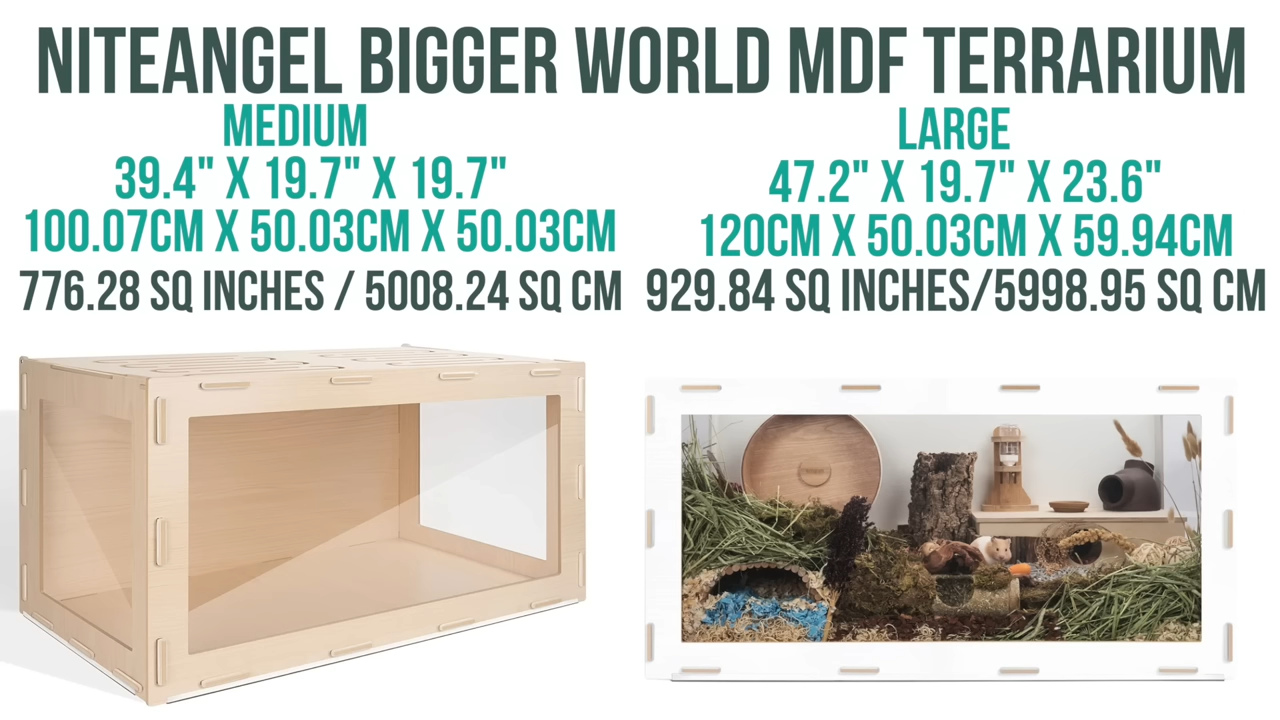 NITEANGEL BIGGER WORLD MDF TERRARIUM
MEDIUM
39.4" X 19.7" X 19.7"
100.07CM X 50.03CM X 50.03CM
776.28 SQ INCHES / 5008.24 SQ CM
LARGE
47.2" X 19.7" X 23.6"
120CM X 50.03CM X 59.94CM
929.84 SQ INCHES/5998.95 SQ CM